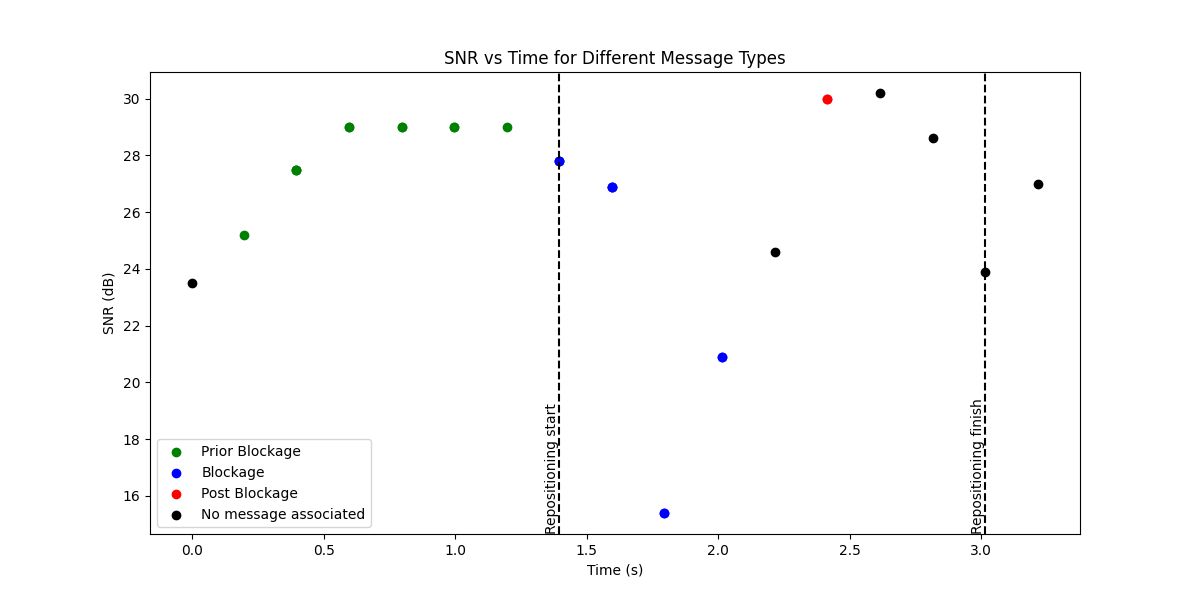 SNR vs Time for Different Message Types
30
28
26
24
22
20
18
16
SNR (dB)
Repositioning start
Repositioning finish
Prior Blockage
Blockage
Post Blockage
No message associated
0.0 0.5 1.0 1.5 2.0 2.5 3.0
Time (s)